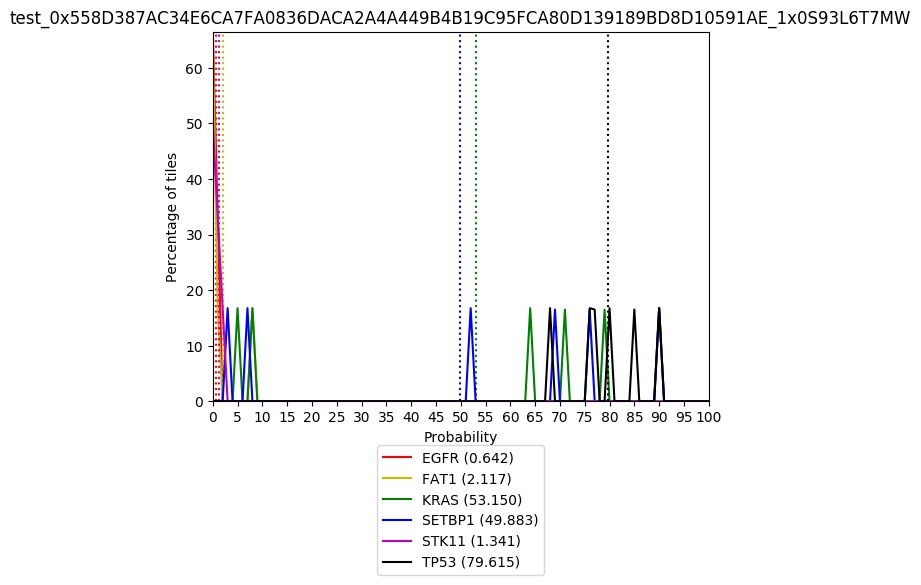 test_0x558D387AC34E6CA7FA0836DACA2A4A449B4B19C95FCA80D139189BD8D10591AE_1x0S93L6T7MW
60
50
40
30
20
10
0
Percentage of tiles
0 5 10 15 20 25 30 35 40 45 50 55 60 65 70 75 80 85 90 95 100
Probability
EGFR (0.642)
FAT1 (2.117)
KRAS (53.150)
SETBP1 (49.883)
STK11 (1.341)
TP53 (79.615)